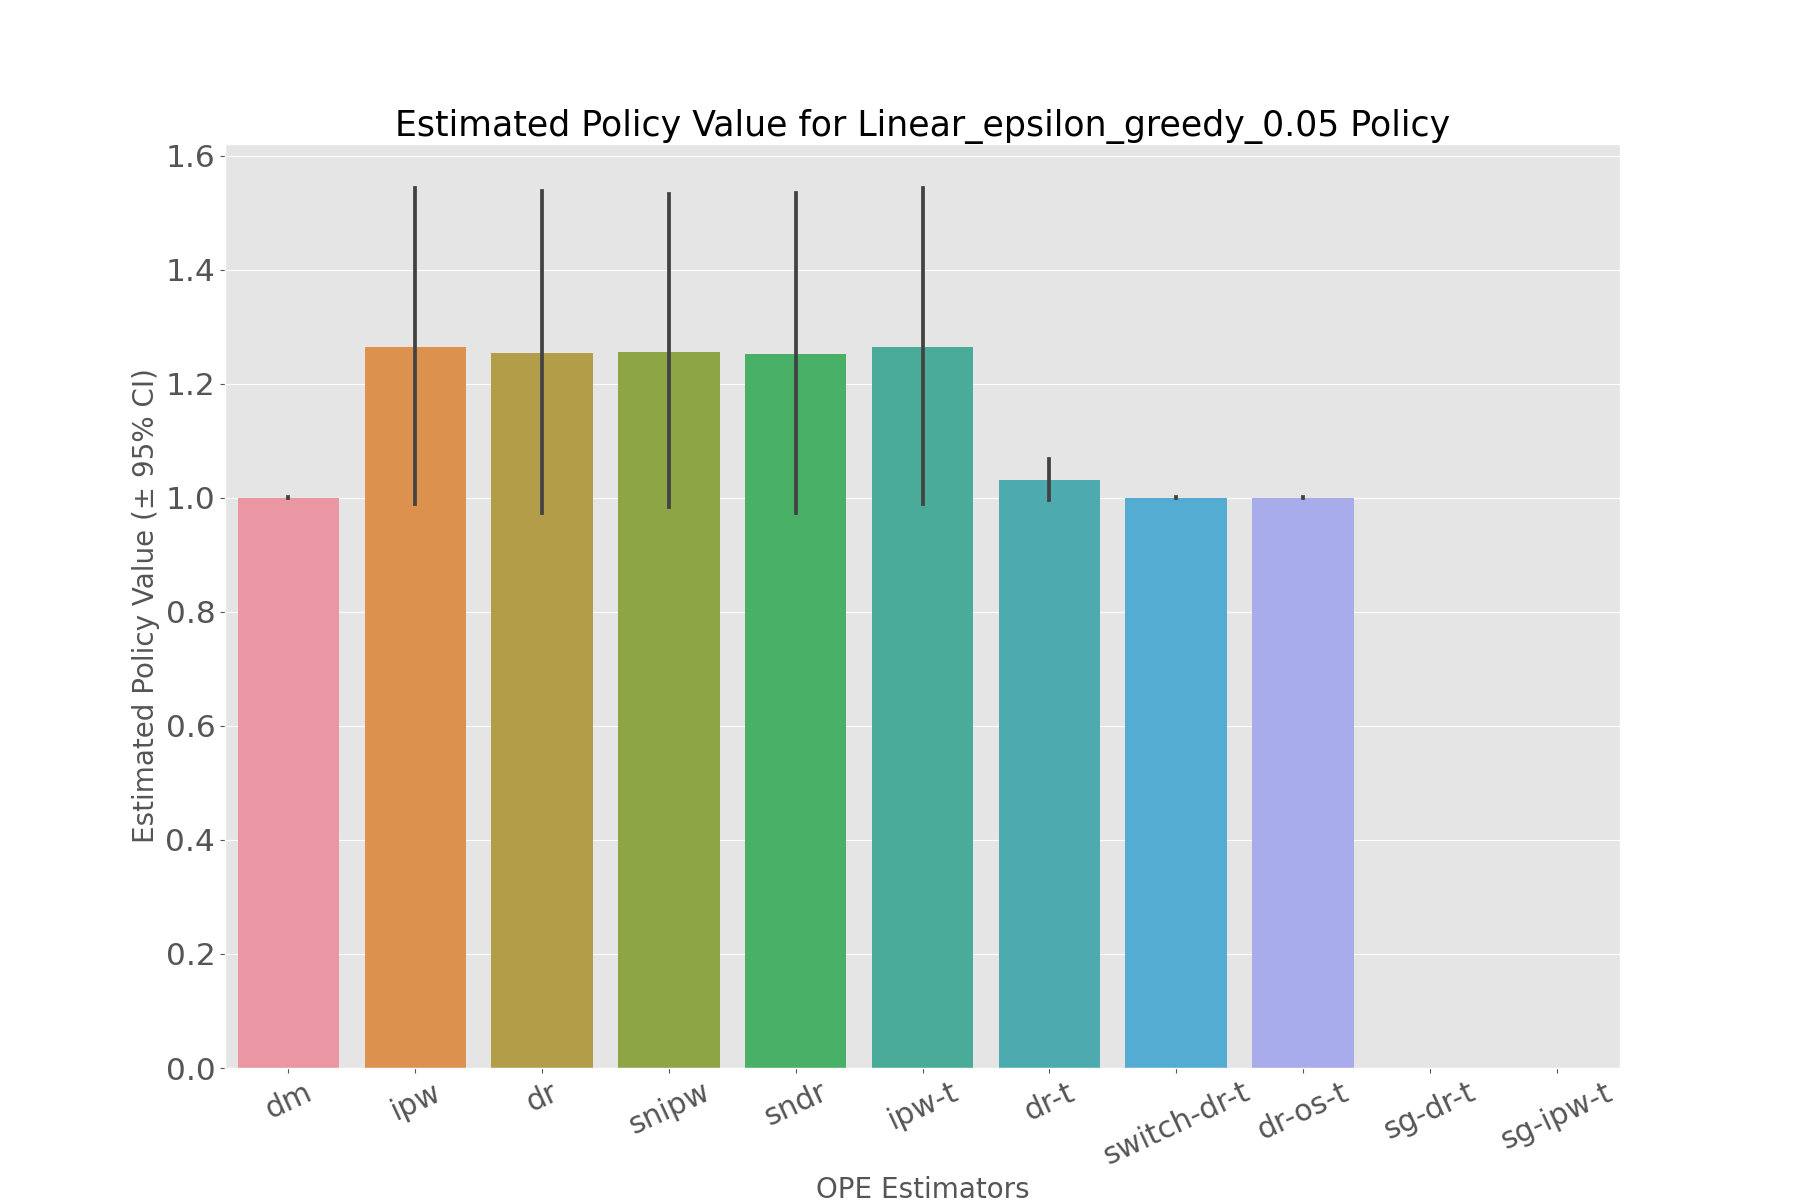 Estimated Policy Value for Linear_epsilon_greedy_0.05 Policy
Estimated Policy Value (± 95% CI)
1.6
1.4
1.2
1.0
0.8
0.6
0.4
0.2
0.0
dm
ipw
dr
snipw
sndr
ipw-t
dr-t
switch-dr-t
dr-os-t
sg-dr-t
sg-ipw-t
OPE Estimators